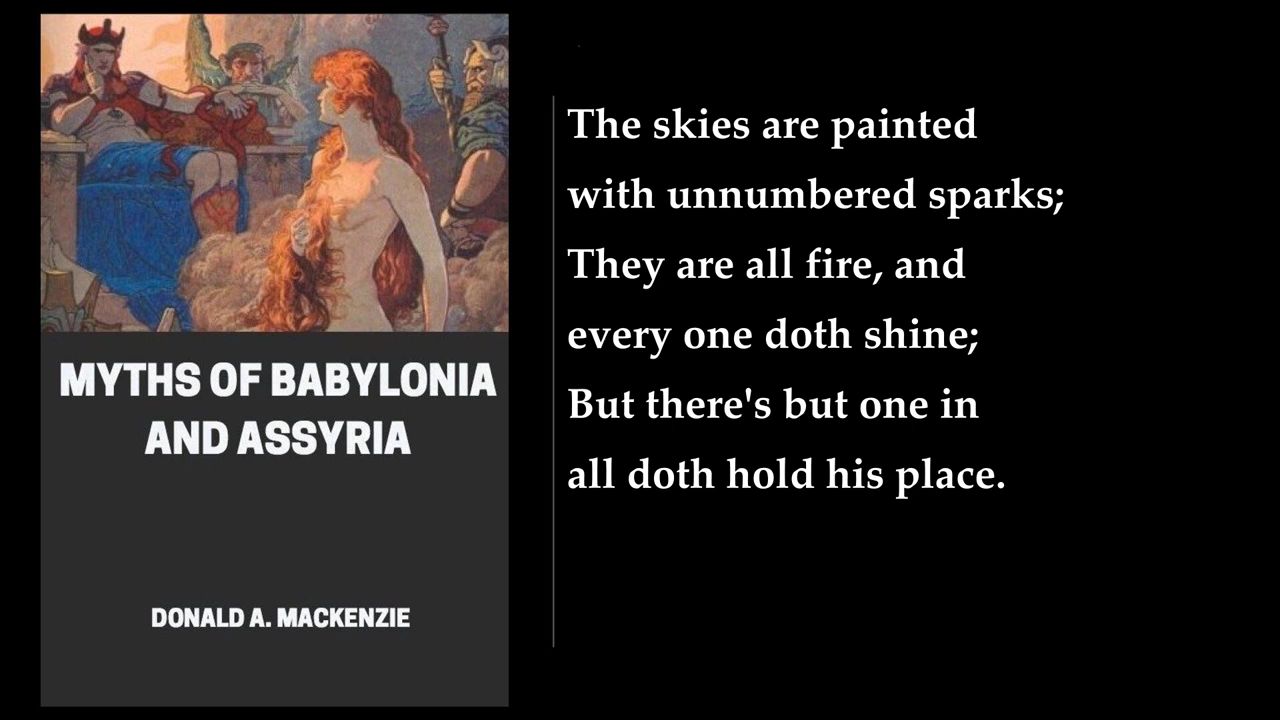 MYTHS OF BABYLONIA
AND ASSYRIA
DONALD A. MACKENZIE
The skies are painted
with unnumbered sparks;
They are all fire, and
every one doth shine;
But there's but one in
all doth hold his place.